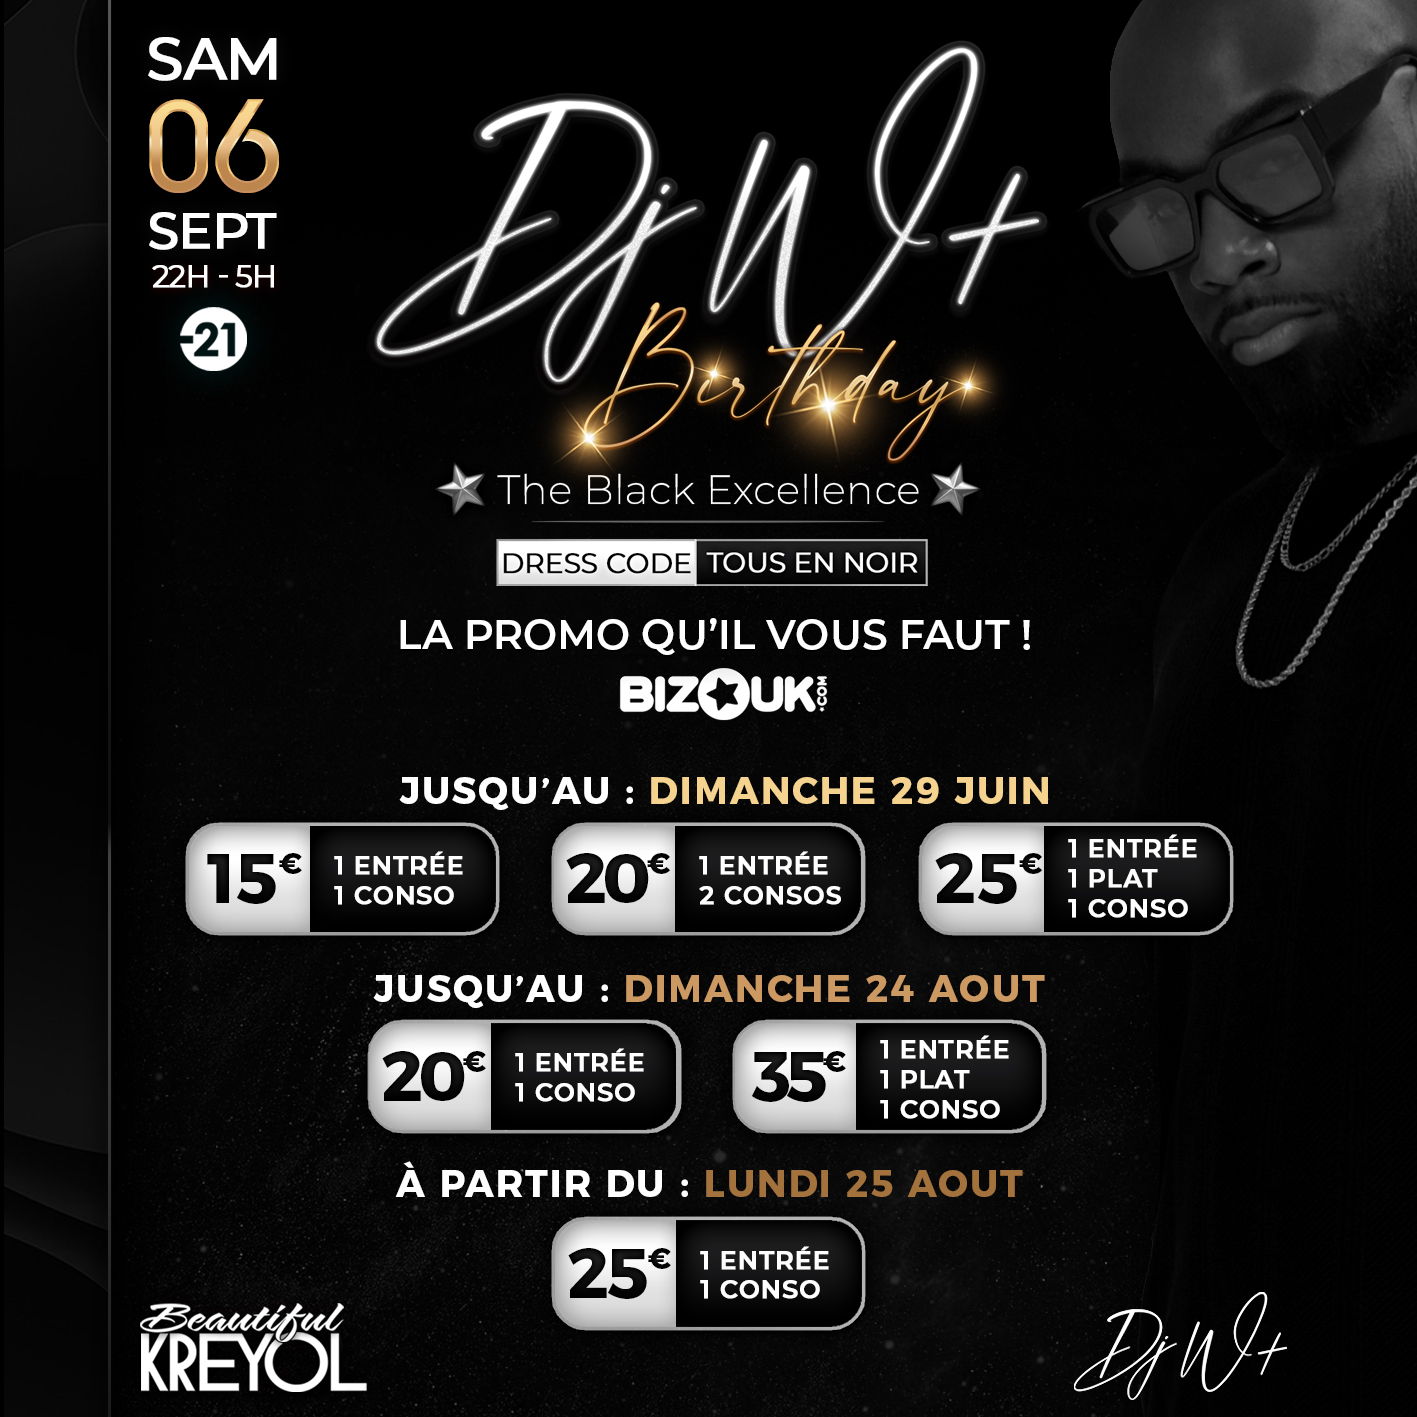 SAM
06
SEPT
22H - 5H
-21
Dj W+
Birthday
The Black Excellence
DRESS CODE TOUS EN NOIR
LA PROMO QU'IL VOUS FAUT !
BIZOUK.COM
JUSQU'AU : DIMANCHE 29 JUIN
15€
1 ENTRÉE
1 CONSO
20€
1 ENTRÉE
2 CONSOS
25€
1 ENTRÉE
1 PLAT
1 CONSO
JUSQU'AU : DIMANCHE 24 AOUT
20€
1 ENTRÉE
1 CONSO
35€
1 ENTRÉE
1 PLAT
1 CONSO
À PARTIR DU : LUNDI 25 AOUT
25€
1 ENTRÉE
1 CONSO
Beautiful
KREYOL
Dj W+